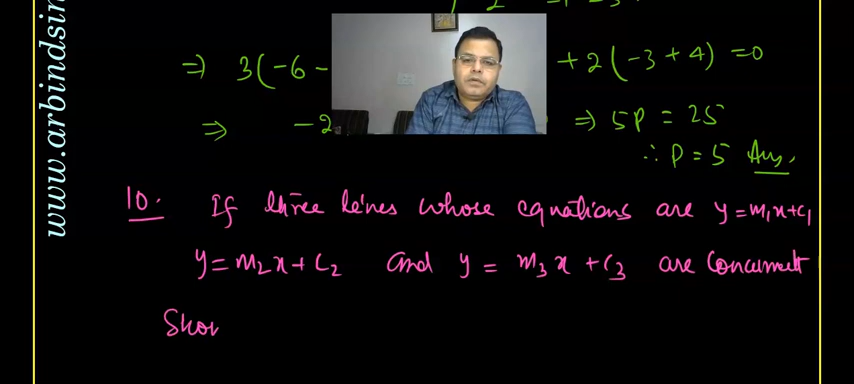 www.arbindsin
⇒ 3(-6 - +2(-3+4)=0
⇒ -2 ⇒ 5P = 25
∴ P = 5 Ans.
10. If three lines whose equations are y=m₁x+c₁
y=m₂x+c₂ and y = m₃x +c₃ are concurrent
Show